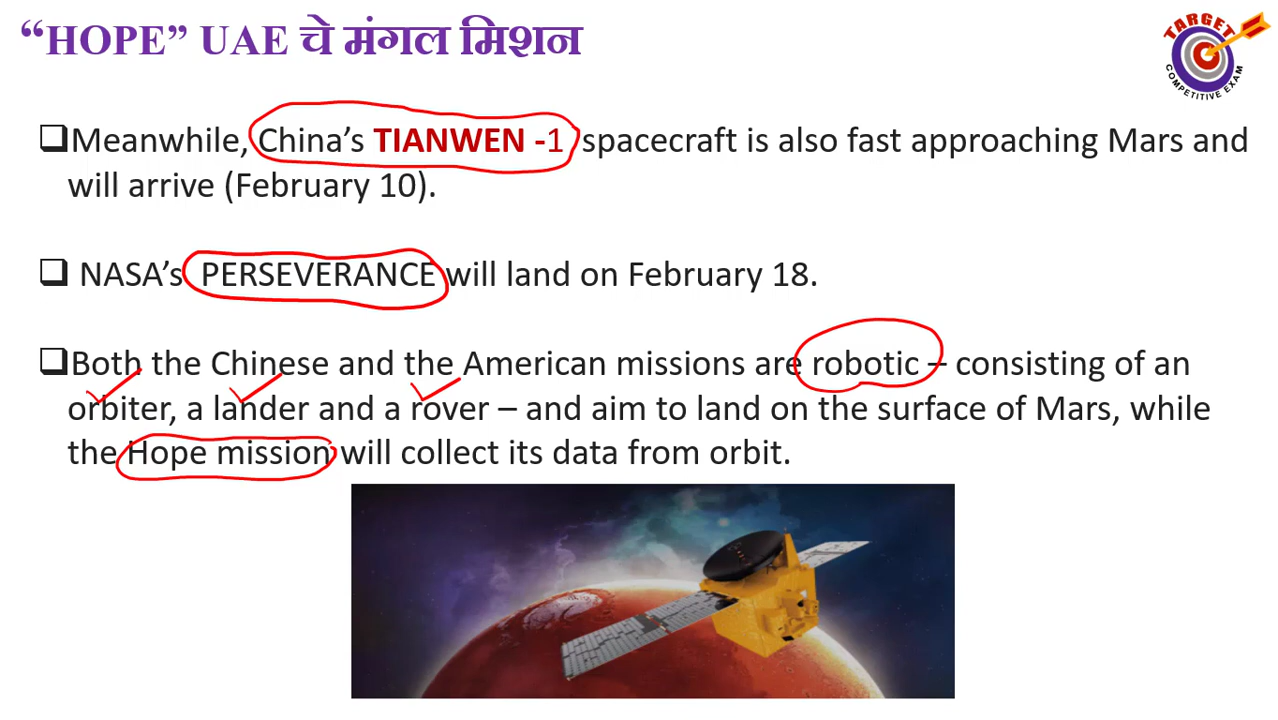 “HOPE” UAE चे मंगल मिशन
TARGET
COMPETITIVE EXAM
❑Meanwhile, China’s TIANWEN -1 spacecraft is also fast approaching Mars and
will arrive (February 10).
❑ NASA’s PERSEVERANCE will land on February 18.
❑Both the Chinese and the American missions are robotic – consisting of an
orbiter, a lander and a rover – and aim to land on the surface of Mars, while
the Hope mission will collect its data from orbit.